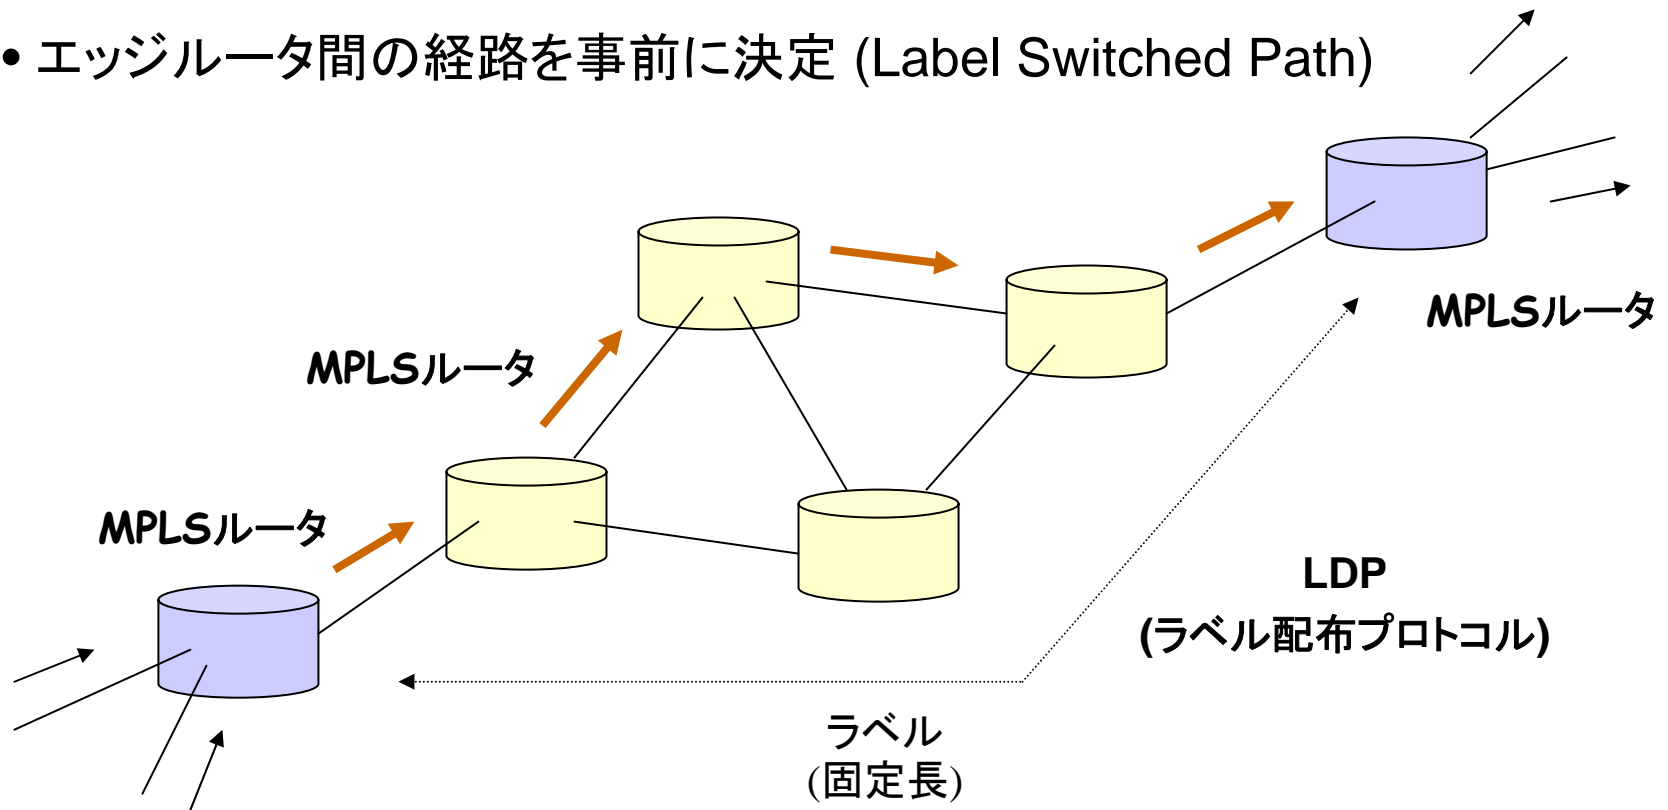 • エッジルータ間の経路を事前に決定 (Label Switched Path)
MPLSルータ
MPLSルータ
MPLSルータ
LDP
(ラベル配布プロトコル)
ラベル
(固定長)